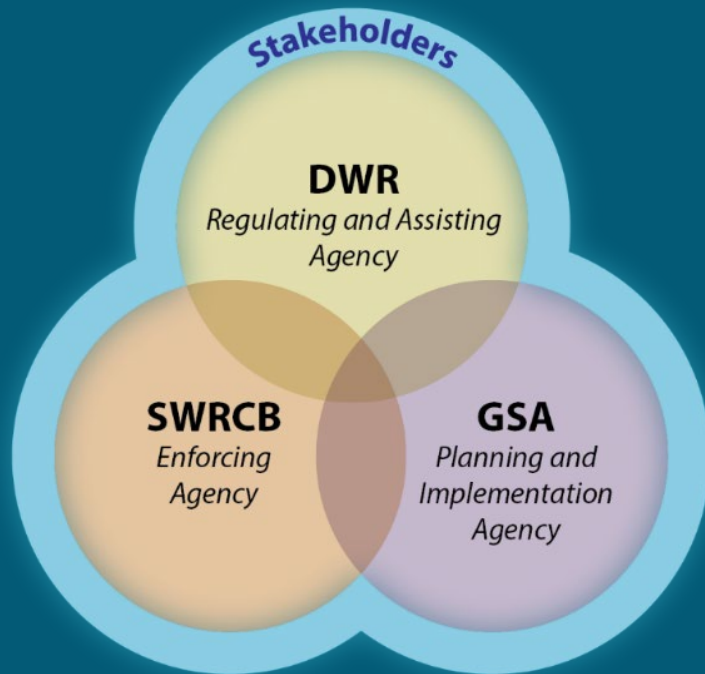 Stakeholders
DWR
Regulating and Assisting
Agency
SWRCB
Enforcing
Agency
GSA
Planning and
Implementation
Agency